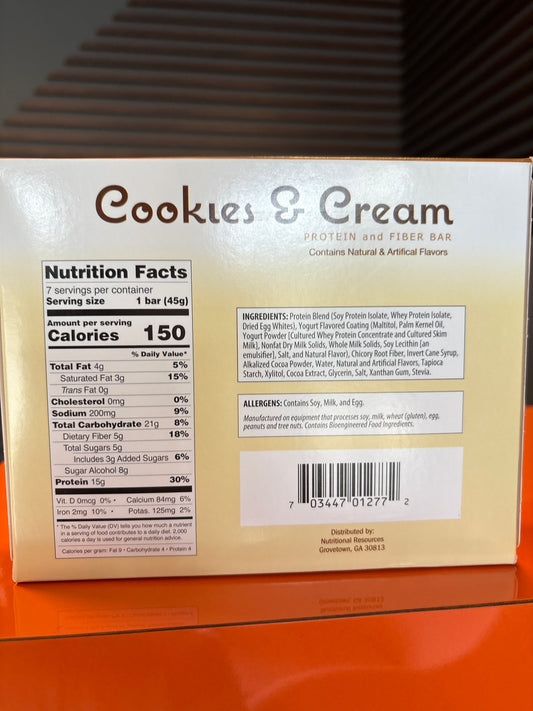 Cookies & Cream
PROTEIN and FIBER BAR
Contains Natural & Artifical Flavors
Nutrition Facts
7 servings per container
Serving size 1 bar (45g)
Amount per serving
Calories 150
% Daily Value*
Total Fat 4g 5%
Saturated Fat 3g 15%
Trans Fat 0g
Cholesterol 0mg 0%
Sodium 200mg 9%
Total Carbohydrate 21g 8%
Dietary Fiber 5g 18%
Total Sugars 5g
Includes 3g Added Sugars 6%
Sugar Alcohol 8g
Protein 15g 30%
Vit. D 0mcg 0% • Calcium 84mg 6%
Iron 2mg 10% • Potas. 125mg 2%
* The % Daily Value (DV) tells you how much a nutrient
in a serving of food contributes to a daily diet. 2,000
calories a day is used for general nutrition advice.
Calories per gram: Fat 9 • Carbohydrate 4 • Protein 4
INGREDIENTS: Protein Blend (Soy Protein Isolate, Whey Protein Isolate,
Dried Egg Whites), Yogurt Flavored Coating (Maltitol, Palm Kernel Oil,
Yogurt Powder [Cultured Whey Protein Concentrate and Cultured Skim
Milk], Nonfat Dry Milk Solids, Whole Milk Solids, Soy Lecithin [an
emulsifier], Salt, and Natural Flavor), Chicory Root Fiber, Invert Cane Syrup,
Alkalized Cocoa Powder, Water, Natural and Artificial Flavors, Tapioca
Starch, Xylitol, Cocoa Extract, Glycerin, Salt, Xanthan Gum, Stevia.
ALLERGENS: Contains Soy, Milk, and Egg.
Manufactured on equipment that processes soy, milk, wheat (gluten), egg,
peanuts and tree nuts. Contains Bioengineered Food Ingredients.
7 03447 01277 2
Distributed by:
Nutritional Resources
Grovetown, GA 30813